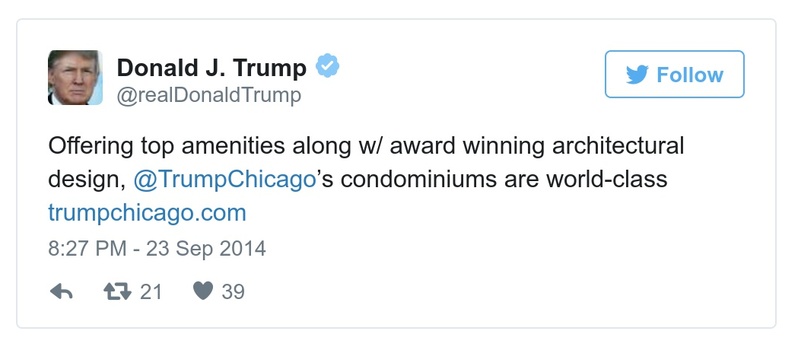 Donald J. Trump
@realDonaldTrump
Follow
Offering top amenities along w/ award winning architectural
design, @TrumpChicago’s condominiums are world-class
trumpchicago.com
8:27 PM - 23 Sep 2014
21 39